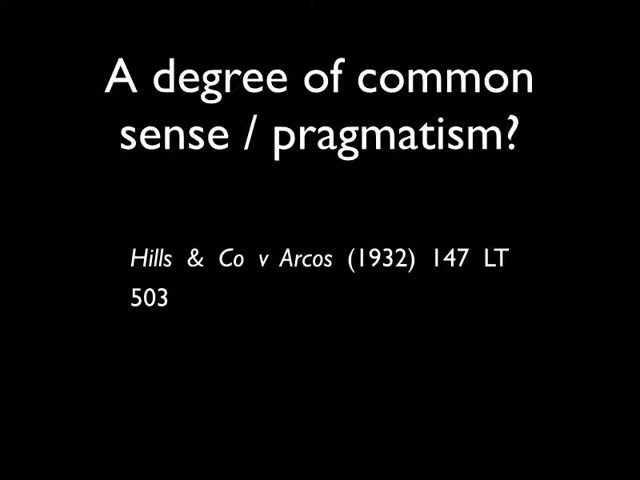 A degree of common
sense / pragmatism?
Hills & Co v Arcos (1932) 147 LT
503